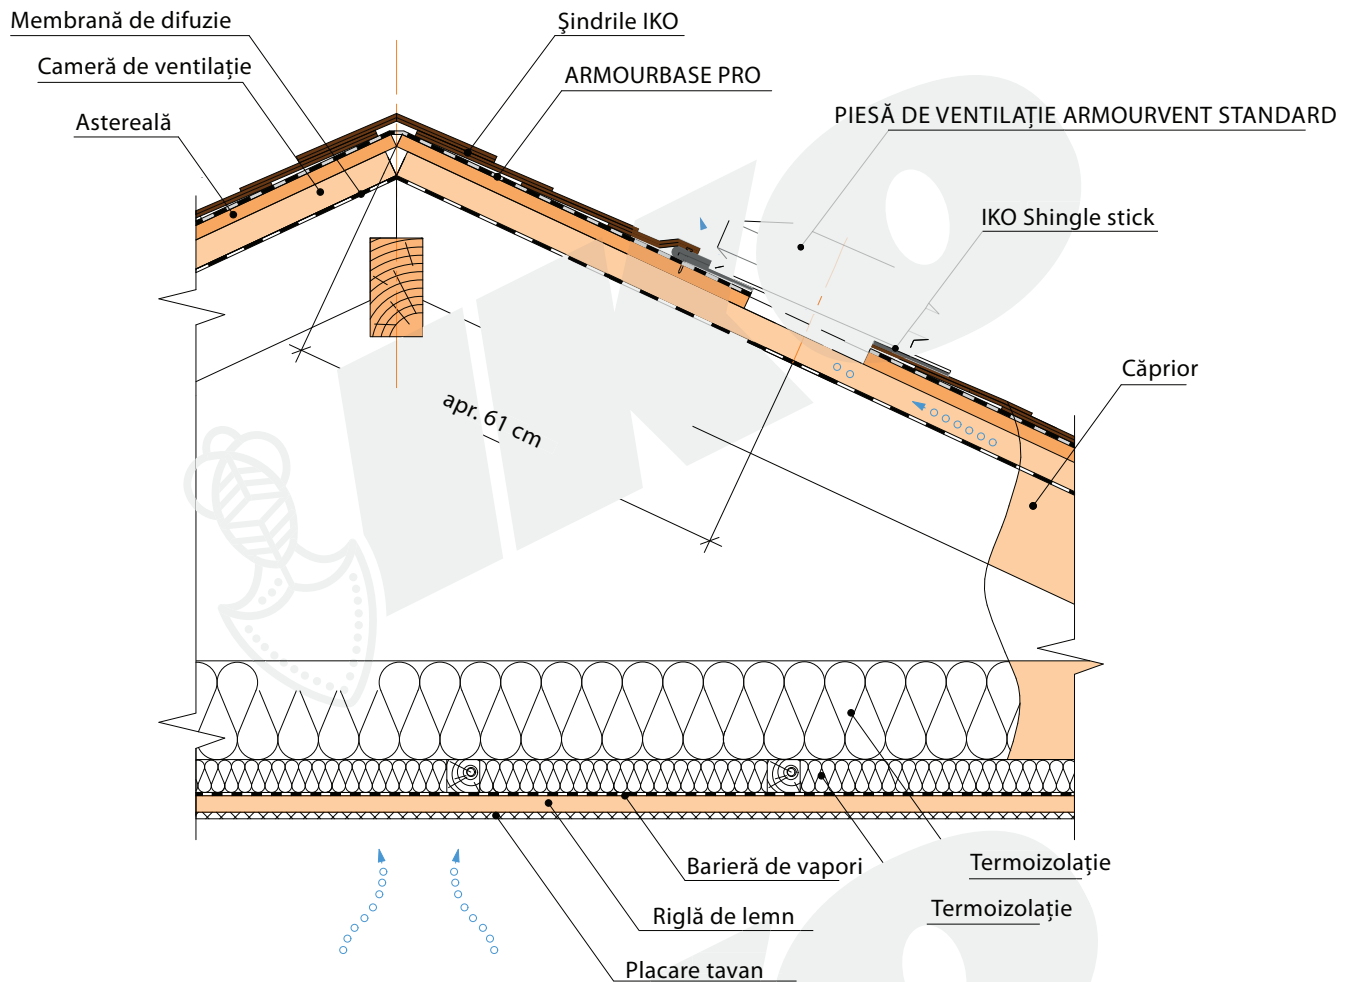 Membrană de difuzie
Şindrile IKO
Cameră de ventilație
ARMOURBASE PRO
Astereală
PIESĂ DE VENTILAȚIE ARMOURVENT STANDARD
IKO Shingle stick
Căprior
apr. 61 cm
IKO
Barieră de vapori
Termoizolație
Riglă de lemn
Termoizolație
Placare tavan